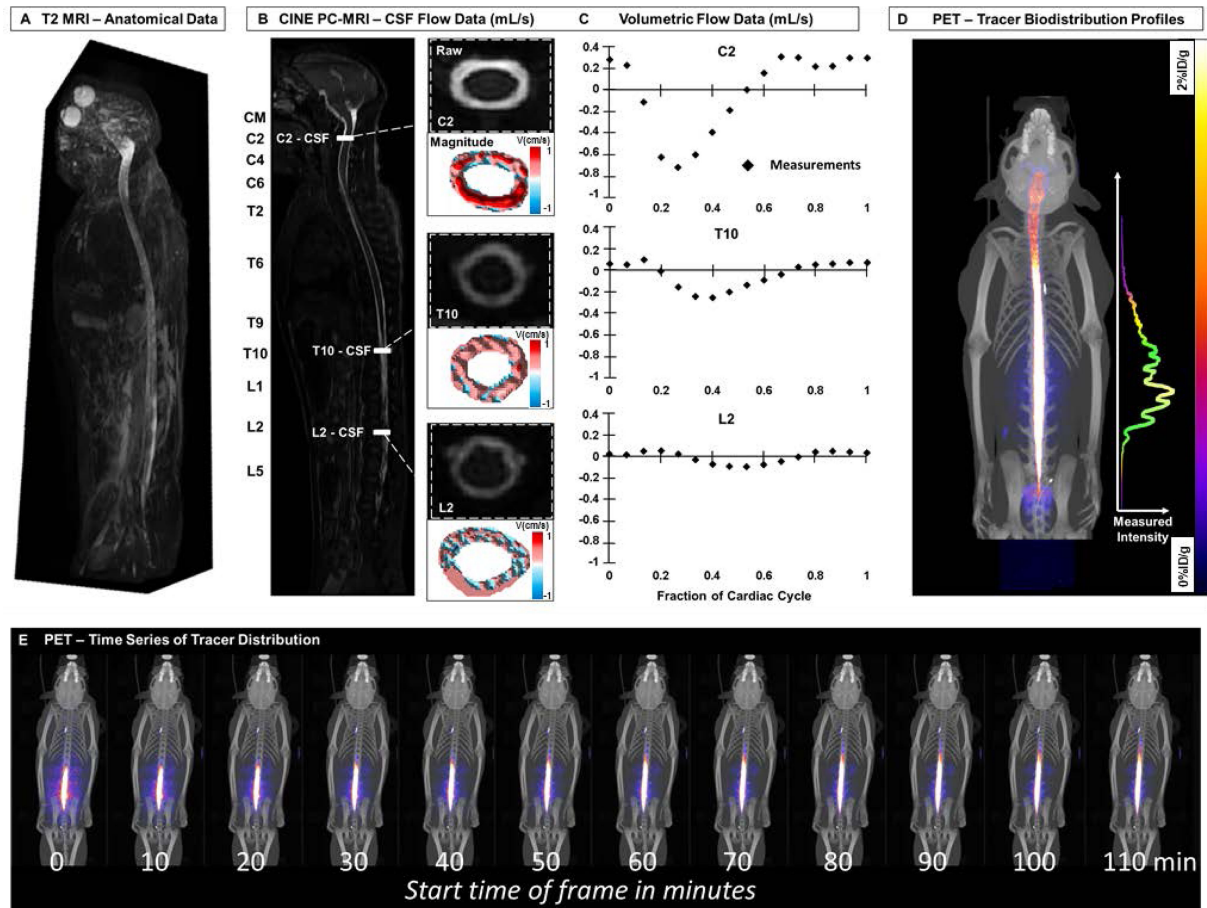 A T2 MRI – Anatomical Data
CM
C2
C4
C6
T2
T6
T9
T10
L1
L2
L5
B CINE PC-MRI – CSF Flow Data (mL/s)
C2 - CSF
T10 - CSF
L2 - CSF
Raw
C2
Magnitude
V(cm/s)
1
-1
T10
V(cm/s)
1
-1
L2
V(cm/s)
1
-1
C Volumetric Flow Data (mL/s)
C2
0.4
0.2
0
-0.2
-0.4
-0.6
-0.8
-1
Measurements
0 0.2 0.4 0.6 0.8 1
T10
0.4
0.2
0
-0.2
-0.4
-0.6
-0.8
-1
0 0.2 0.4 0.6 0.8 1
L2
0.4
0.2
0
-0.2
-0.4
-0.6
-0.8
-1
0 0.2 0.4 0.6 0.8 1
Fraction of Cardiac Cycle
D PET – Tracer Biodistribution Profiles
2%ID/g
0%ID/g
Measured
Intensity
E PET – Time Series of Tracer Distribution
0 10 20 30 40 50 60 70 80 90 100 110 min
Start time of frame in minutes